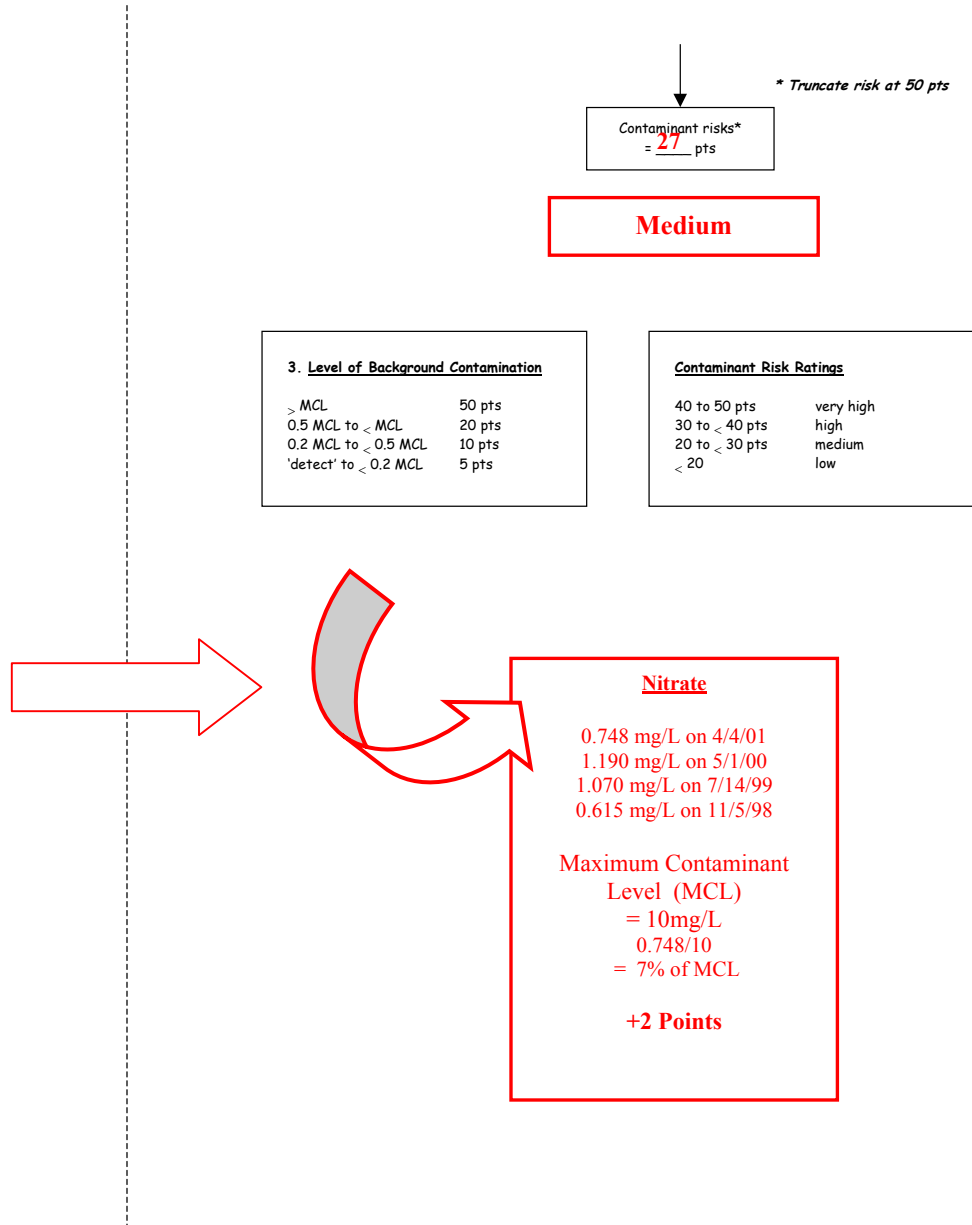 * Truncate risk at 50 pts
Contaminant risks*
= 27 pts
Medium
3. Level of Background Contamination
> MCL 50 pts
0.5 MCL to < MCL 20 pts
0.2 MCL to < 0.5 MCL 10 pts
'detect' to < 0.2 MCL 5 pts
Contaminant Risk Ratings
40 to 50 pts very high
30 to < 40 pts high
20 to < 30 pts medium
< 20 low
Nitrate
0.748 mg/L on 4/4/01
1.190 mg/L on 5/1/00
1.070 mg/L on 7/14/99
0.615 mg/L on 11/5/98
Maximum Contaminant
Level (MCL)
= 10mg/L
0.748/10
= 7% of MCL
+2 Points